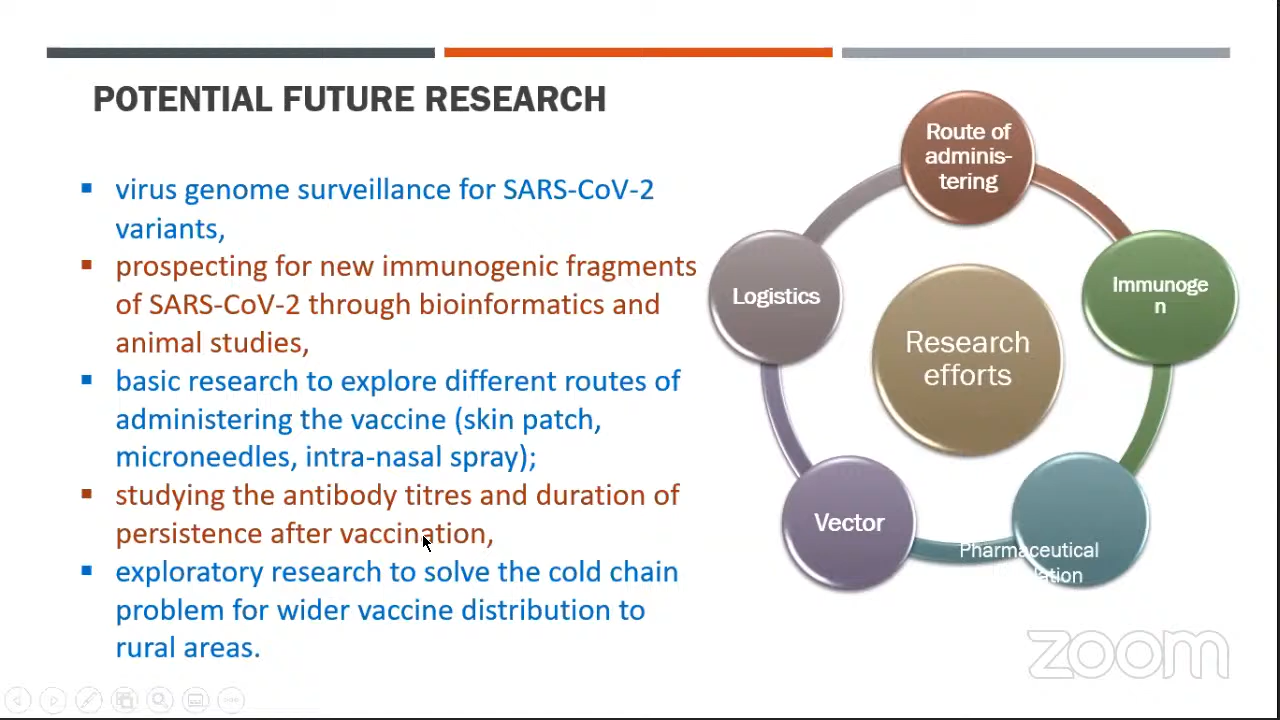 POTENTIAL FUTURE RESEARCH
▪ virus genome surveillance for SARS-CoV-2
variants,
▪ prospecting for new immunogenic fragments
of SARS-CoV-2 through bioinformatics and
animal studies,
▪ basic research to explore different routes of
administering the vaccine (skin patch,
microneedles, intra-nasal spray);
▪ studying the antibody titres and duration of
persistence after vaccination,
▪ exploratory research to solve the cold chain
problem for wider vaccine distribution to
rural areas.
Route of
adminis-
tering
Immunoge
n
Pharmaceutical
Vector
Logistics
Research
efforts
zoom